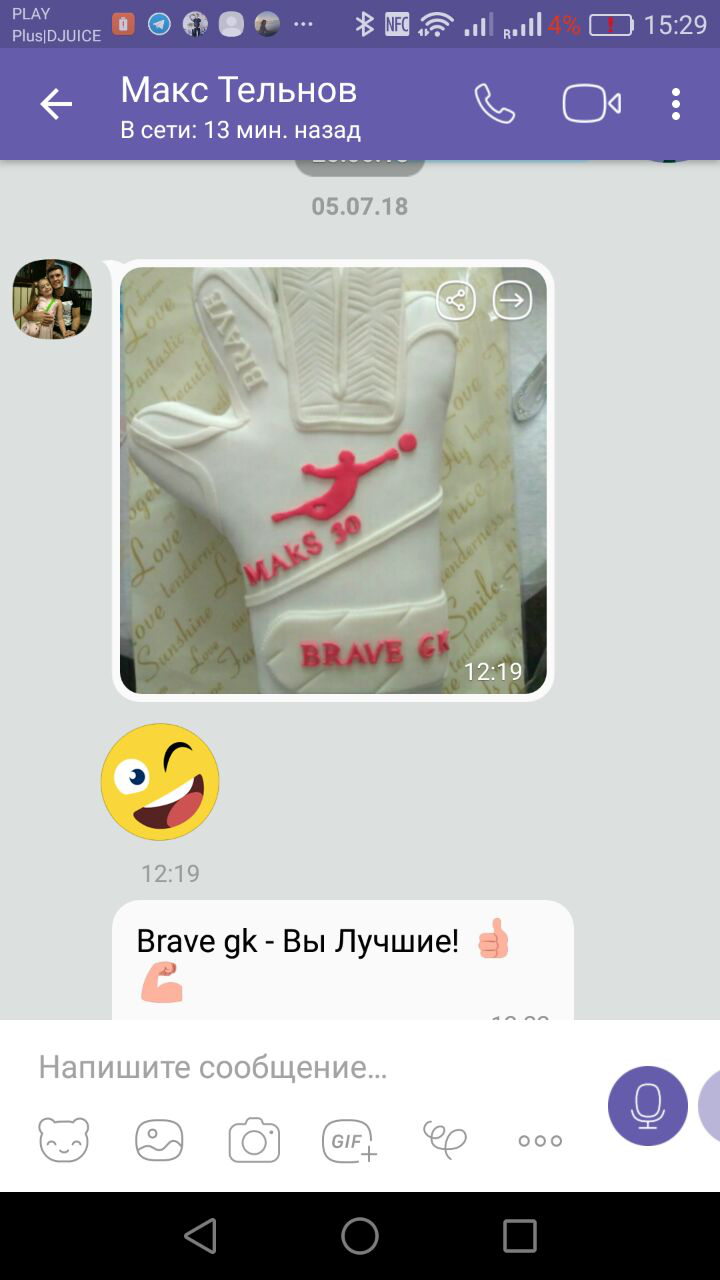 PLAY
Plus|DJUICE
NFC
R
4%
15:29
Макс Тельнов
В сети: 13 мин. назад
05.07.18
BRAVE
Love
Fantastic
Love
tenderness
Sunshine
Love
nice
tenderness
Smile
tenderness
MAKS 30
BRAVE GK
12:19
12:19
Brave gk - Вы Лучшие!
Напишите сообщение...
GIF